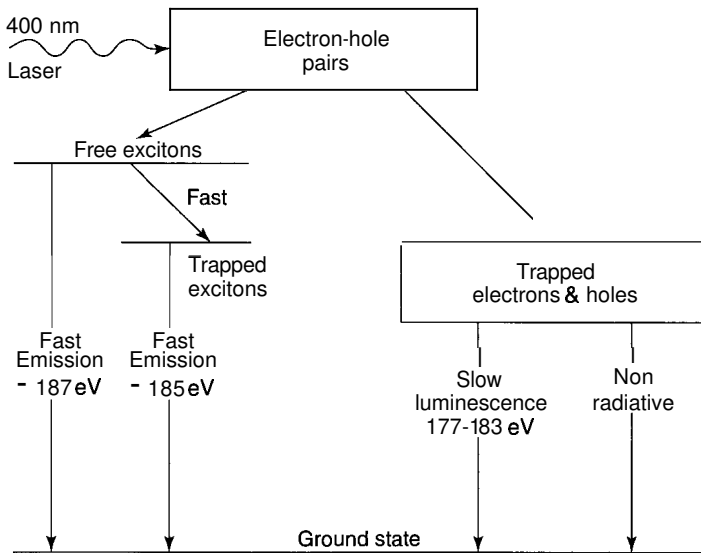 400 nm
Laser
Electron-hole
pairs
Free excitons
Fast
Trapped
excitons
Trapped
electrons & holes
Fast
Emission
- 187 eV
Fast
Emission
- 185 eV
Slow
luminescence
177-183 eV
Non
radiative
Ground state